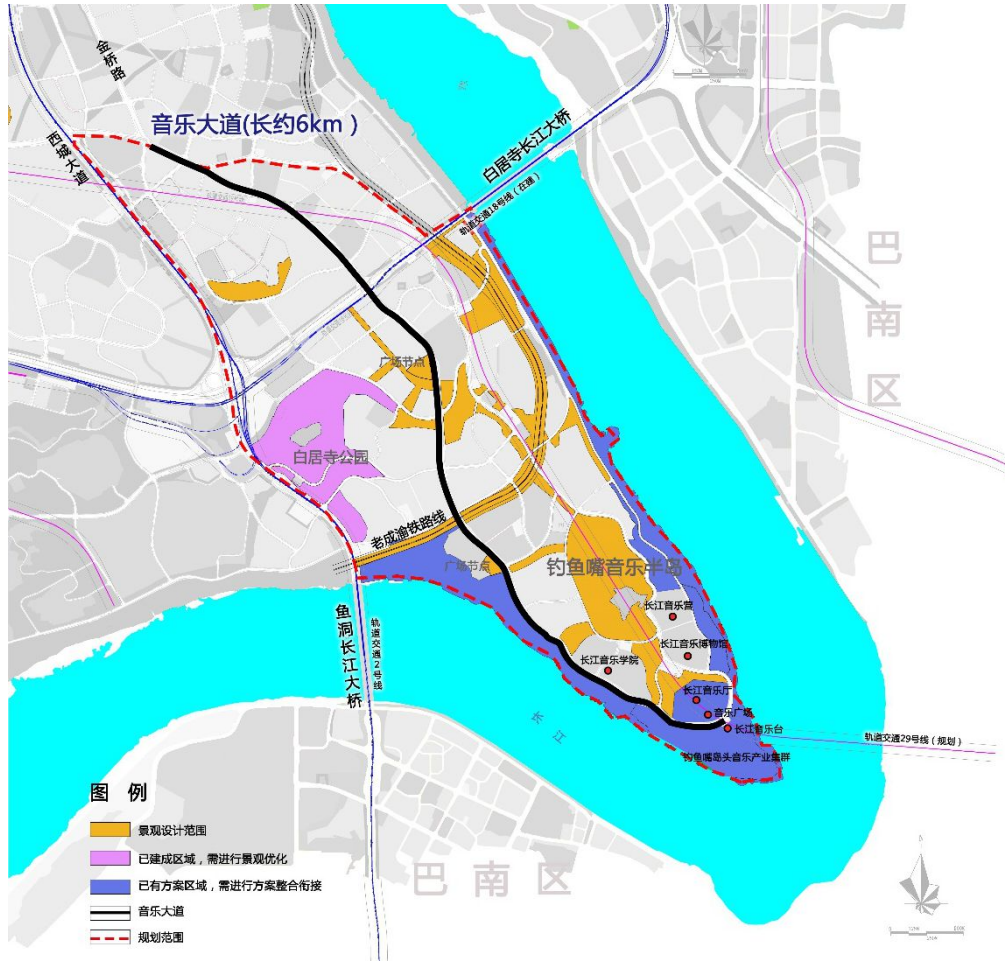 金桥路
西城大道
音乐大道(长约6km)
白居寺长江大桥
轨道交通18号线(在建)
巴南区
广场节点
白居寺公园
老成渝铁路线
广场节点
钓鱼嘴音乐半岛
长江音乐营
长江音乐博物馆
长江音乐学院
长江音乐厅
音乐广场
长江音乐台
钓鱼嘴岛头音乐产业集群
鱼洞长江大桥
轨道交通2号线
轨道交通29号线(规划)
长江
巴南区
图 例
景观设计范围
已建成区域,需进行景观优化
已有方案区域,需进行方案整合衔接
音乐大道
规划范围